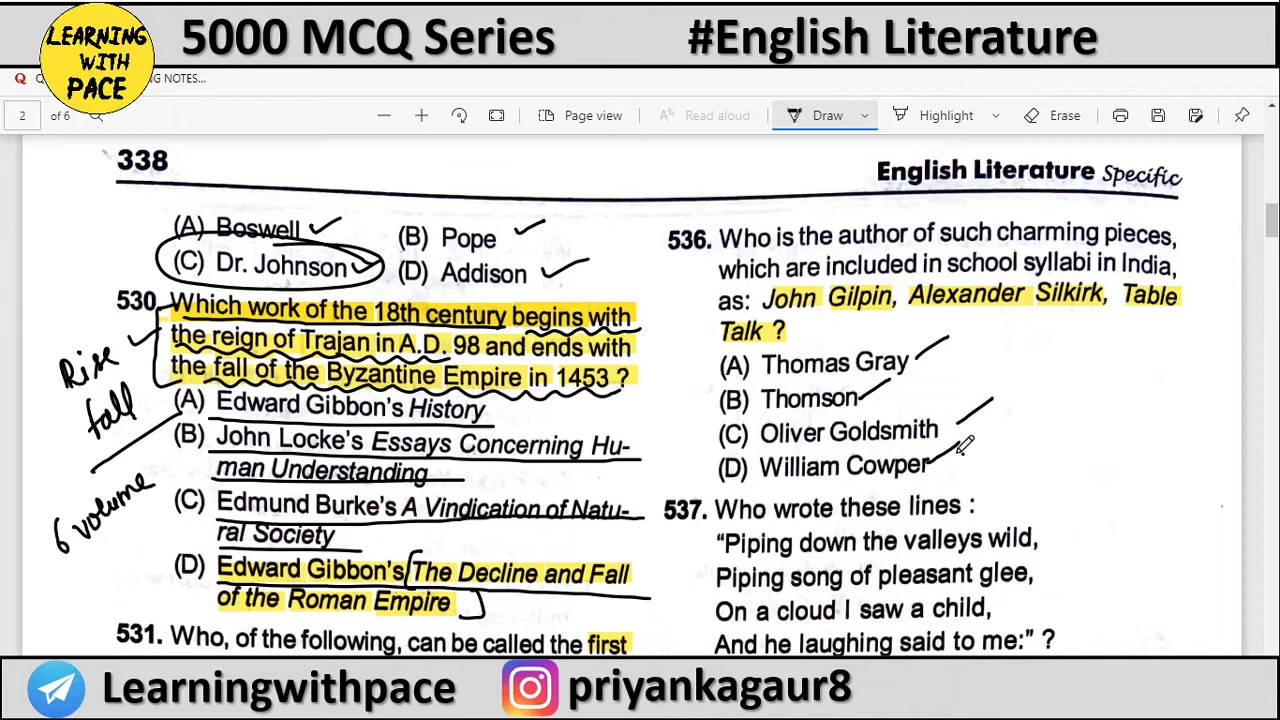 LEARNING
WITH
PACE
5000 MCQ Series
#English Literature
Q
NG NOTES...
2
of 6
Page view
Read aloud
Draw
Highlight
Erase
338
English Literature Specific
(A) Boswell
(B) Pope
(C) Dr. Johnson
(D) Addison
530. Which work of the 18th century begins with
the reign of Trajan in A.D. 98 and ends with
the fall of the Byzantine Empire in 1453 ?
(A) Edward Gibbon's History
(B) John Locke's Essays Concerning Hu-
man Understanding
(C) Edmund Burke's A Vindication of Natu-
ral Society
(D) Edward Gibbon's The Decline and Fall
of the Roman Empire
531. Who, of the following, can be called the first
Rise
fall
6 volume
536. Who is the author of such charming pieces,
which are included in school syllabi in India,
as: John Gilpin, Alexander Silkirk, Table
Talk ?
(A) Thomas Gray
(B) Thomson
(C) Oliver Goldsmith
(D) William Cowper
537. Who wrote these lines :
"Piping down the valleys wild,
Piping song of pleasant glee,
On a cloud I saw a child,
And he laughing said to me:" ?
Learningwithpace
priyankagaur8